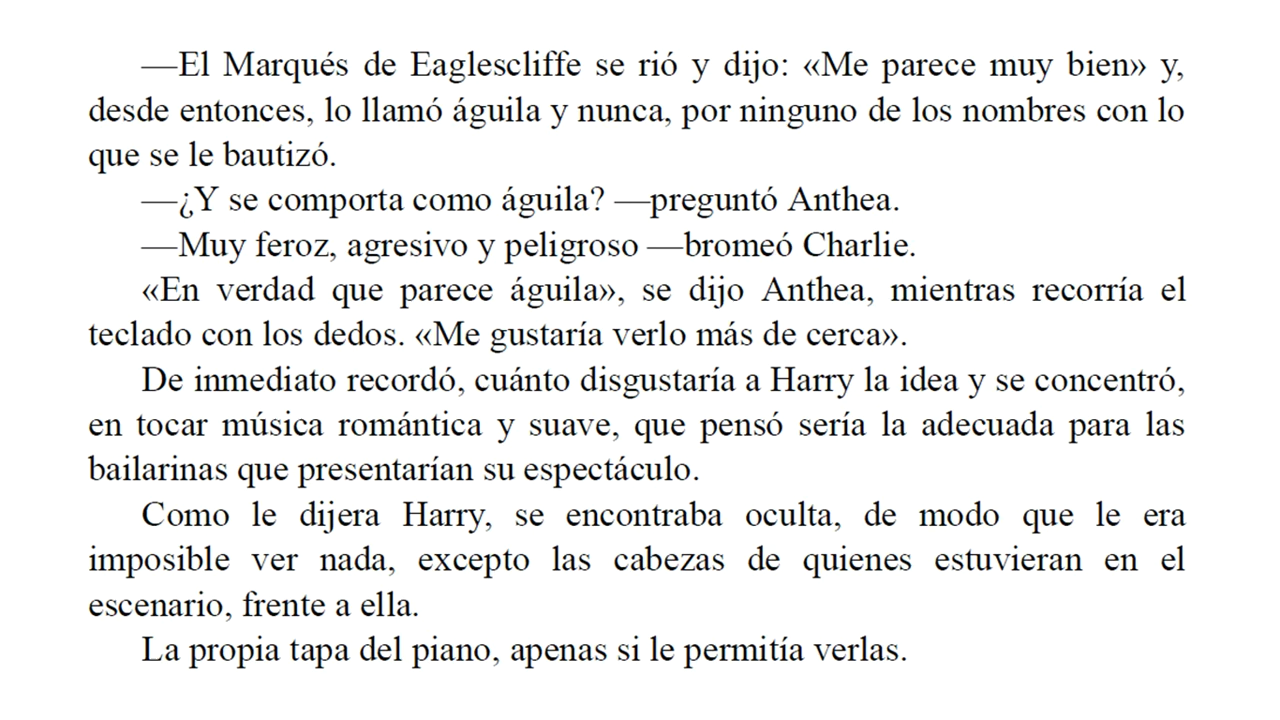 —El Marqués de Eaglescliffe se rió y dijo: «Me parece muy bien» y,
desde entonces, lo llamó águila y nunca, por ninguno de los nombres con lo
que se le bautizó.
—¿Y se comporta como águila? —preguntó Anthea.
—Muy feroz, agresivo y peligroso —bromeó Charlie.
«En verdad que parece águila», se dijo Anthea, mientras recorría el
teclado con los dedos. «Me gustaría verlo más de cerca».
De inmediato recordó, cuánto disgustaría a Harry la idea y se concentró,
en tocar música romántica y suave, que pensó sería la adecuada para las
bailarinas que presentarían su espectáculo.
Como le dijera Harry, se encontraba oculta, de modo que le era
imposible ver nada, excepto las cabezas de quienes estuvieran en el
escenario, frente a ella.
La propia tapa del piano, apenas si le permitía verlas.